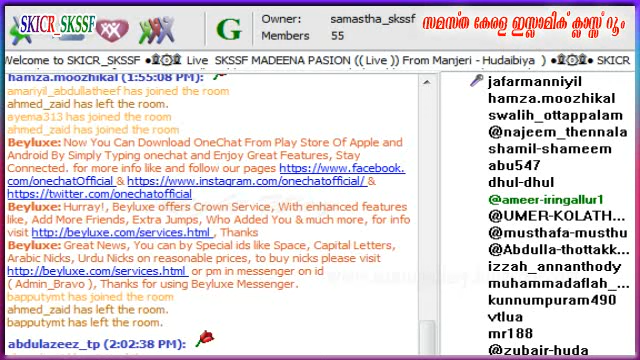 SKICR_SKSSF
Owner: samastha_skssf
Members 55
സമസ്ത കേരള ഇസ്ലാമിക് ക്ലാസ്സ് റൂം
Welcome to SKICR_SKSSF Live SKSSF MADEENA PASION (( Live )) From Manjeri - Hudaibiya ) SKICR
hamza.moozhikal (1:55:08 PM):
amariyil_abdullatheef has joined the room
ahmed_zaid has left the room.
ayema313 has joined the room
ahmed_zaid has joined the room
Beyluxe: Now You Can Download OneChat From Play Store Of Apple and
Android By Simply Typing onechat and Enjoy Great Features, Stay
Connected. for more info like and follow our pages https://www.facebook.
com/onechatOfficial & https://www.instagram.com/onechatofficial/ &
https://twitter.com/onechatofficial
Beyluxe: Hurray!, Beyluxe offers Crown Service, With enhanced features
like, Add More Friends, Extra Jumps, Who Added You & much more, for info
visit http://beyluxe.com/services.html , Thanks
Beyluxe: Great News, You can by Special ids like Space, Capital Letters,
Arabic Nicks, Urdu Nicks on reasonable prices, to buy nicks please visit
http://beyluxe.com/services.html or pm in messenger on id
( Admin_Bravo ), Thanks for using Beyluxe Messenger.
bapputymt has joined the room
ahmed_zaid has left the room.
bapputymt has left the room.
abdulazeez_tp (2:02:38 PM):
jafarmanniyil
hamza.moozhikal
swalih_ottappalam
@najeem_thennala
shamil-shameem
abu547
dhul-dhul
@ameer-iringallur1
@UMER-KOLATH...
@musthafa-musthu
@Abdulla-thottakk...
izzah_ananthody
muhammadaflah_...
kunnumpuram490
vtlua
mr188
@zubair-huda